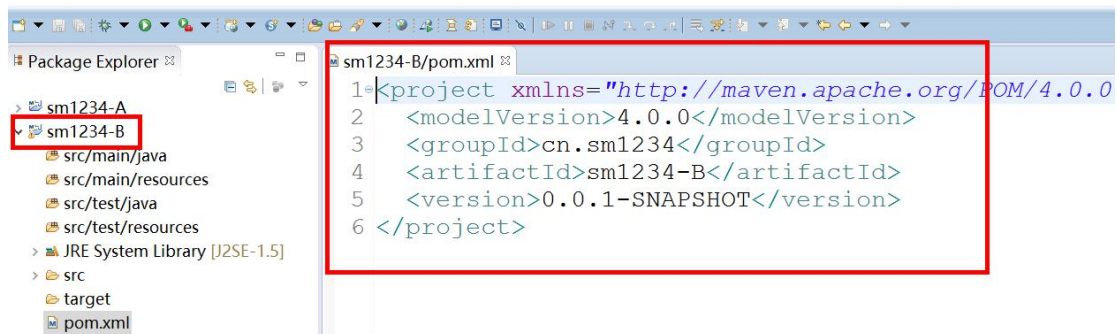 Package Explorer
sm1234-A
sm1234-B
src/main/java
src/main/resources
src/test/java
src/test/resources
JRE System Library [J2SE-1.5]
src
target
pom.xml
sm1234-B/pom.xml
1 <project xmlns="http://maven.apache.org/POM/4.0.0
2 <modelVersion>4.0.0</modelVersion>
3 <groupId>cn.sm1234</groupId>
4 <artifactId>sm1234-B</artifactId>
5 <version>0.0.1-SNAPSHOT</version>
6 </project>